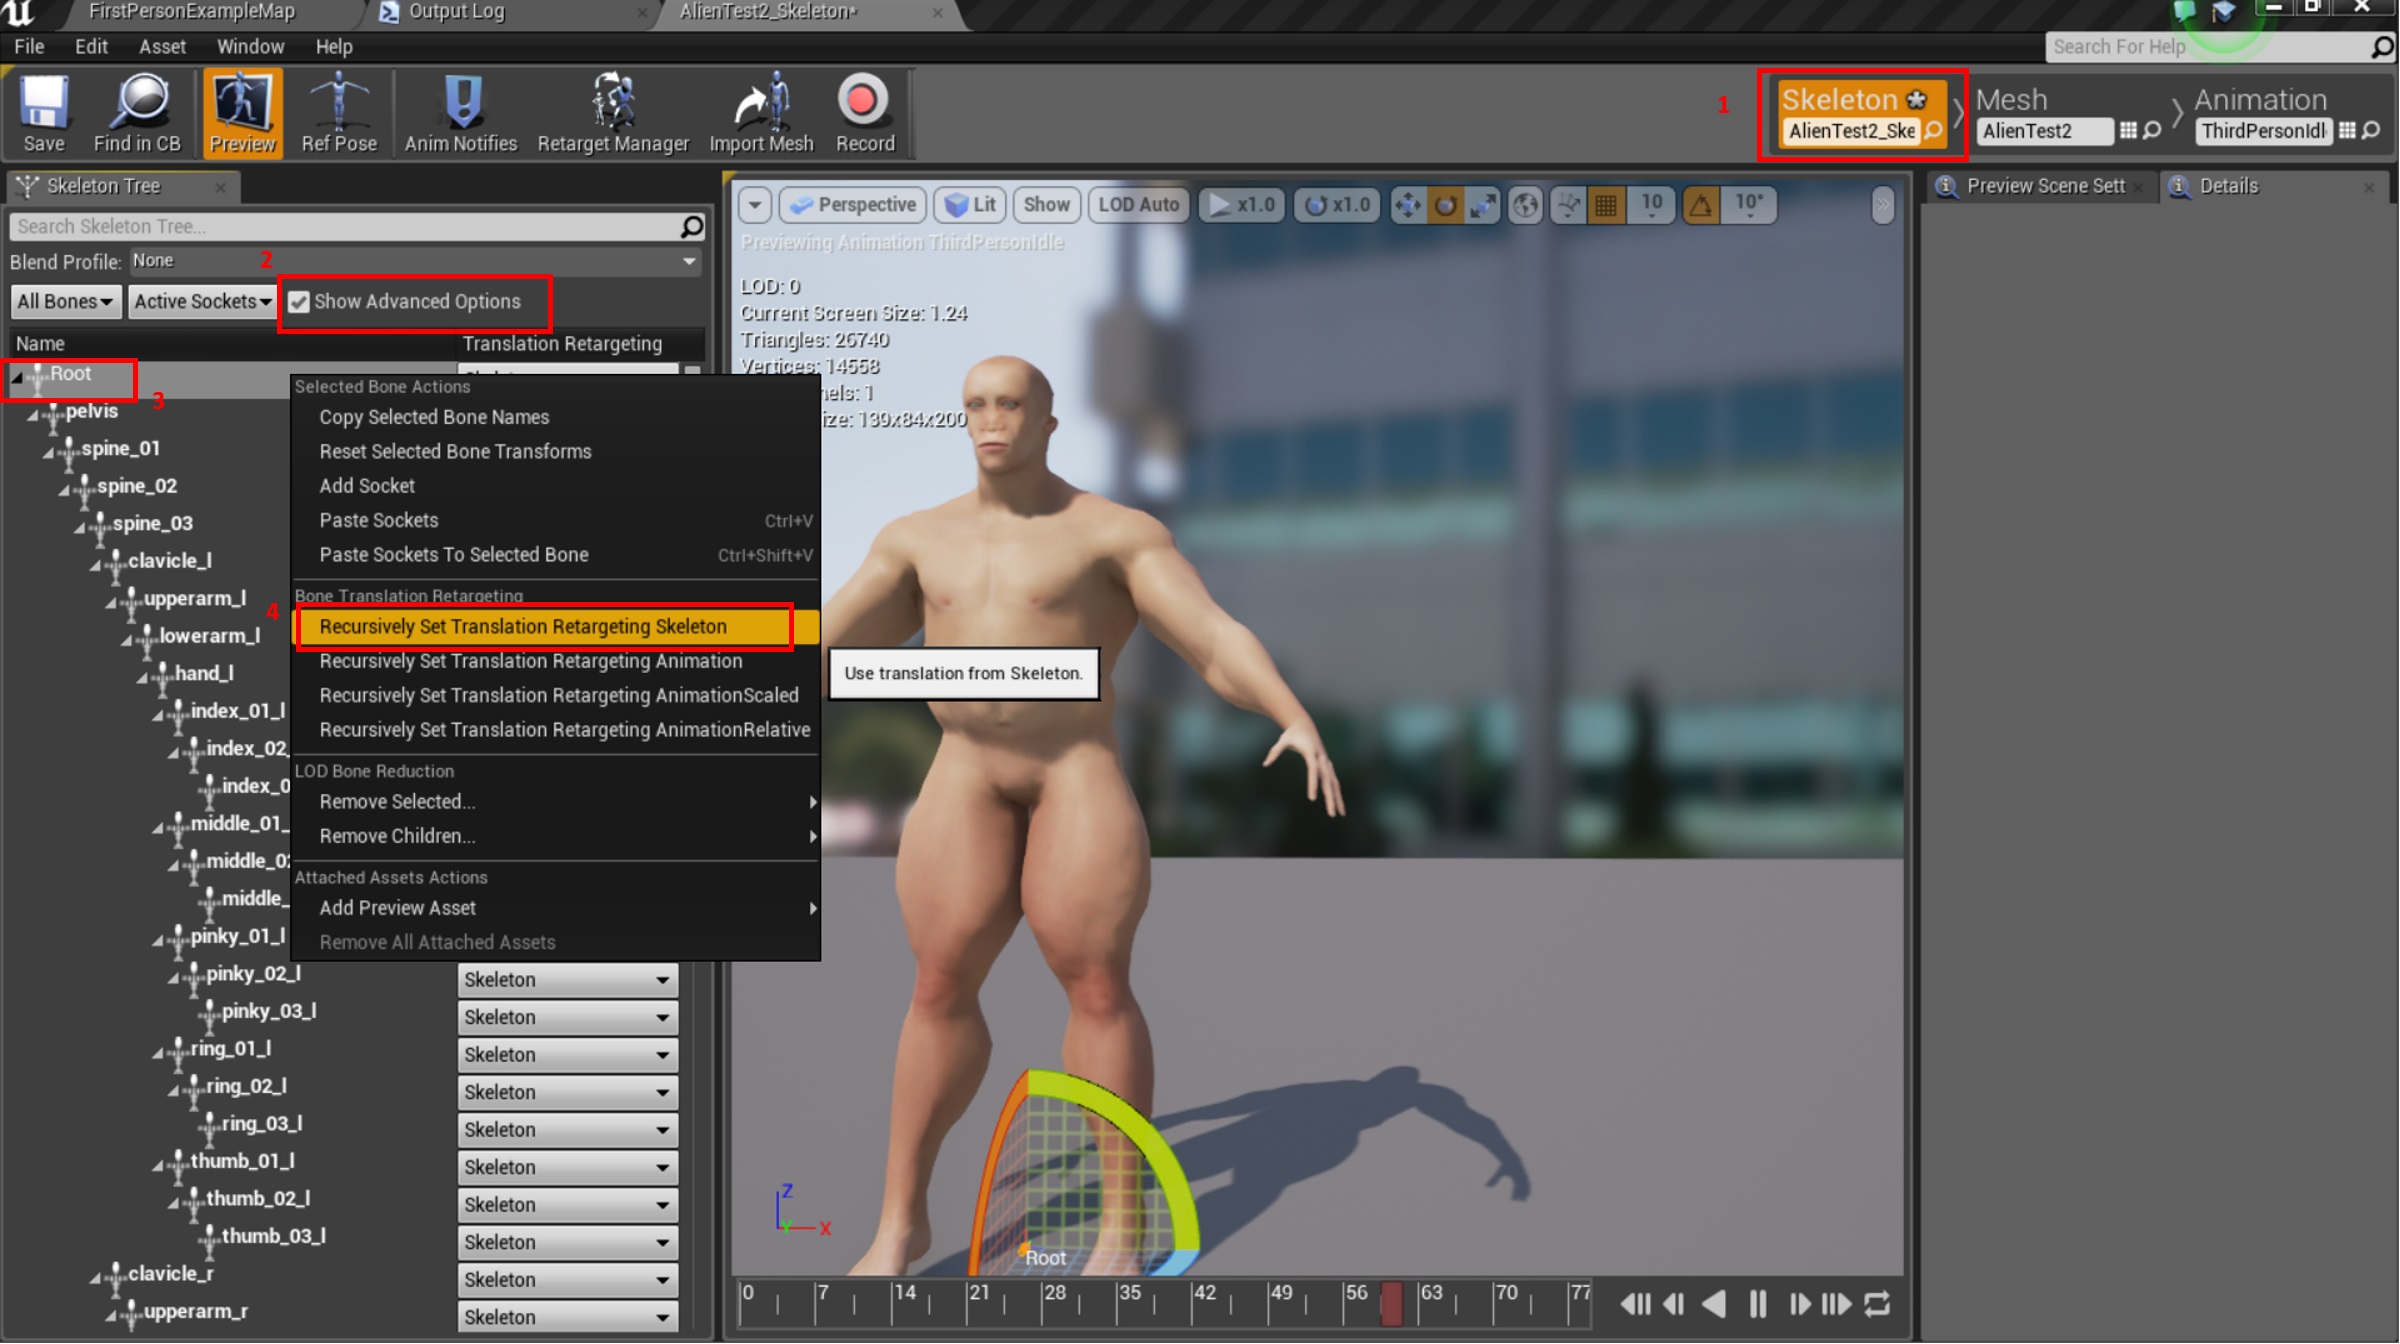 FirstPersonExampleMap
Output Log
AlienTest2_Skeleton*
File Edit Asset Window Help
Search For Help
Save
Find in CB
Preview
Ref Pose
Anim Notifies
Retarget Manager
Import Mesh
Record
1
Skeleton
AlienTest2_Ske
Mesh
AlienTest2
Animation
ThirdPersonIdl
Skeleton Tree
Search Skeleton Tree...
Blend Profile: None
2
All Bones
Active Sockets
Show Advanced Options
Name
Translation Retargeting
Root
3
pelvis
spine_01
spine_02
spine_03
clavicle_l
upperarm_l
lowerarm_l
hand_l
index_01_l
index_02_
index_0
middle_01_
middle_02
middle_
pinky_01_l
pinky_02_l Skeleton
pinky_03_l Skeleton
ring_01_l Skeleton
ring_02_l Skeleton
ring_03_l Skeleton
thumb_01_l Skeleton
thumb_02_l Skeleton
thumb_03_l Skeleton
clavicle_r Skeleton
upperarm_r Skeleton
Selected Bone Actions
Copy Selected Bone Names
Reset Selected Bone Transforms
Add Socket
Paste Sockets Ctrl+V
Paste Sockets To Selected Bone Ctrl+Shift+V
Bone Translation Retargeting
4
Recursively Set Translation Retargeting Skeleton
Recursively Set Translation Retargeting Animation
Recursively Set Translation Retargeting AnimationScaled
Recursively Set Translation Retargeting AnimationRelative
LOD Bone Reduction
Remove Selected...
Remove Children...
Attached Assets Actions
Add Preview Asset
Remove All Attached Assets
Use translation from Skeleton.
Perspective
Lit
Show
LOD Auto
x1.0
x1.0
10
10°
Previewing Animation ThirdPersonIdle
LOD: 0
Current Screen Size: 1.24
Triangles: 26740
Vertices: 14558
nels: 1
ize: 139x84x200
Z
Y
X
Root
0 7 14 21 28 35 42 49 56 63 70 77
Preview Scene Sett
Details